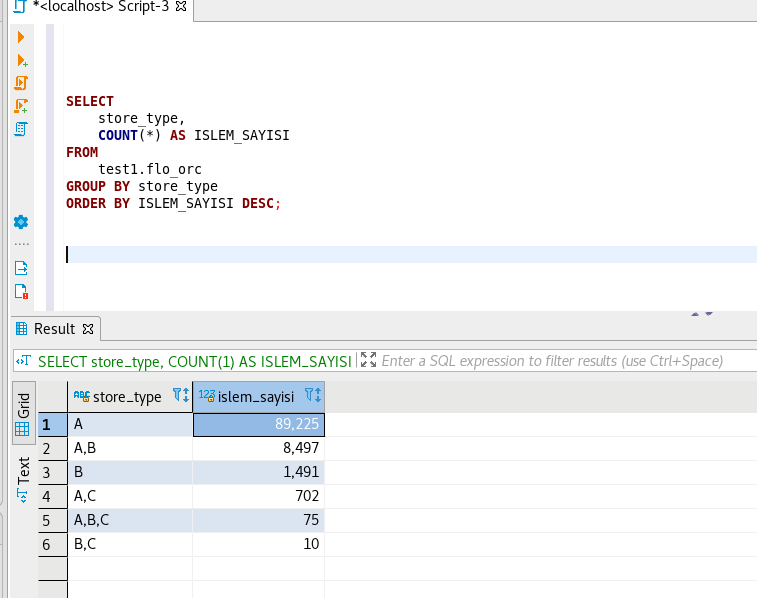 *<localhost> Script-3
SELECT
store_type,
COUNT(*) AS ISLEM_SAYISI
FROM
test1.flo_orc
GROUP BY store_type
ORDER BY ISLEM_SAYISI DESC;
Result
SELECT store_type, COUNT(1) AS ISLEM_SAYISI Enter a SQL expression to filter results (use Ctrl+Space)
Grid
Text
ABC store_type 123 islem_sayisi
1 A 89,225
2 A,B 8,497
3 B 1,491
4 A,C 702
5 A,B,C 75
6 B,C 10